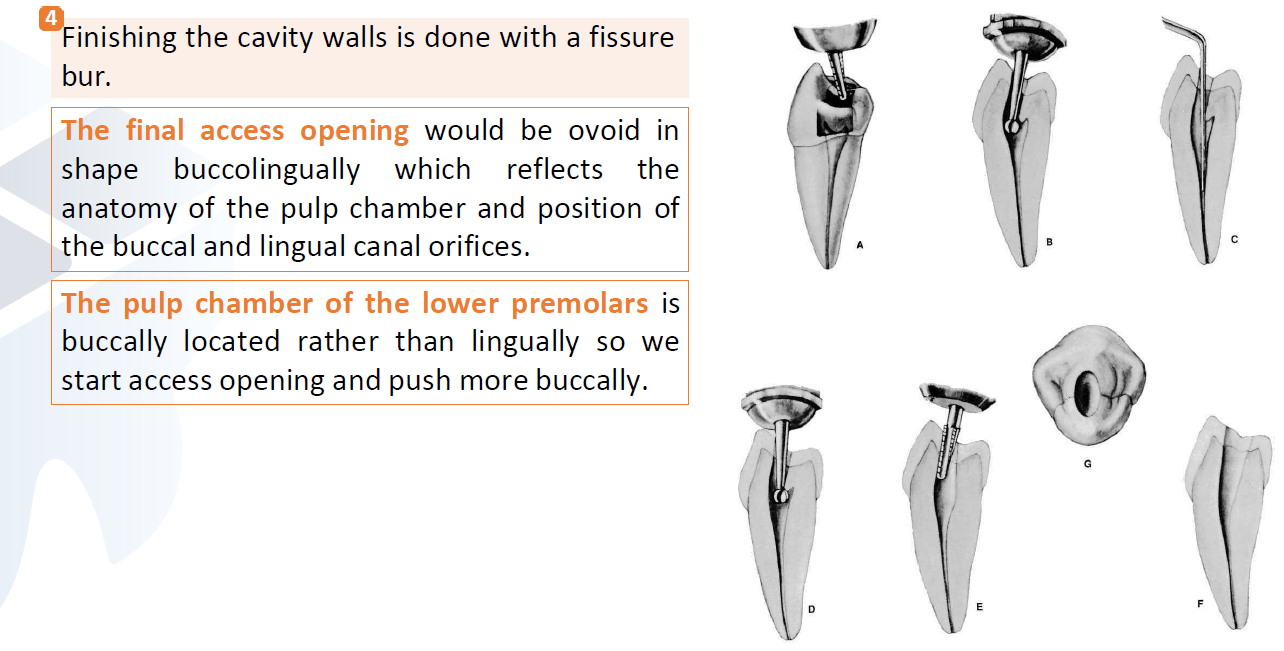 4
Finishing the cavity walls is done with a fissure
bur.
The final access opening would be ovoid in
shape buccolingually which reflects the
anatomy of the pulp chamber and position of
the buccal and lingual canal orifices.
The pulp chamber of the lower premolars is
buccally located rather than lingually so we
start access opening and push more buccally.
A
B
C
D
E
G
F